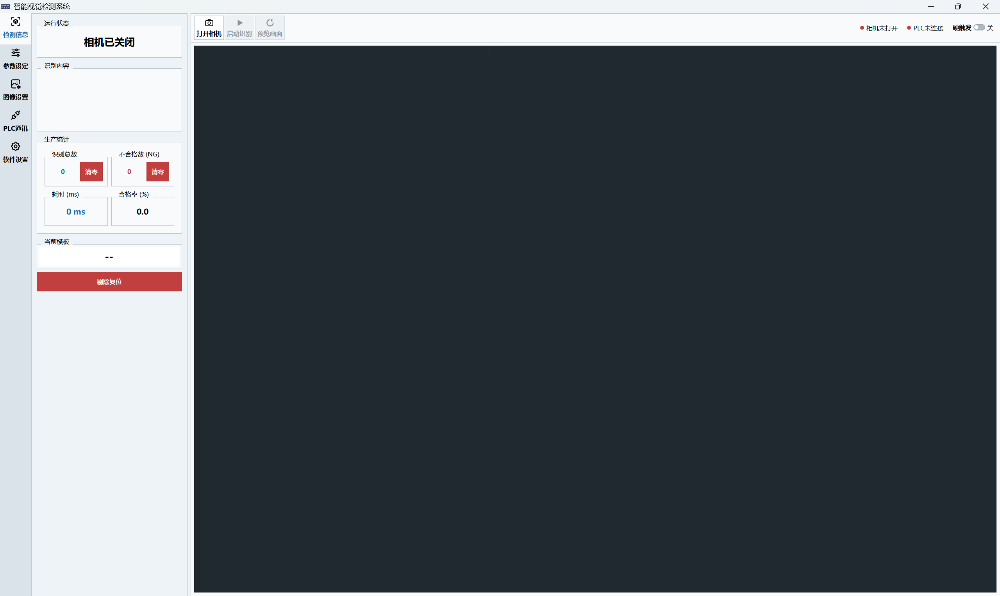 智能视觉检测系统
检测信息
参数设定
图像设置
PLC通讯
软件设置
运行状态
相机已关闭
识别内容
生产统计
识别总数
0
清零
不合格数 (NG)
0
清零
耗时 (ms)
0 ms
合格率 (%)
0.0
当前模板
--
剔除复位
打开相机
启动识别
预览画面
相机未打开
PLC未连接
硬触发
关